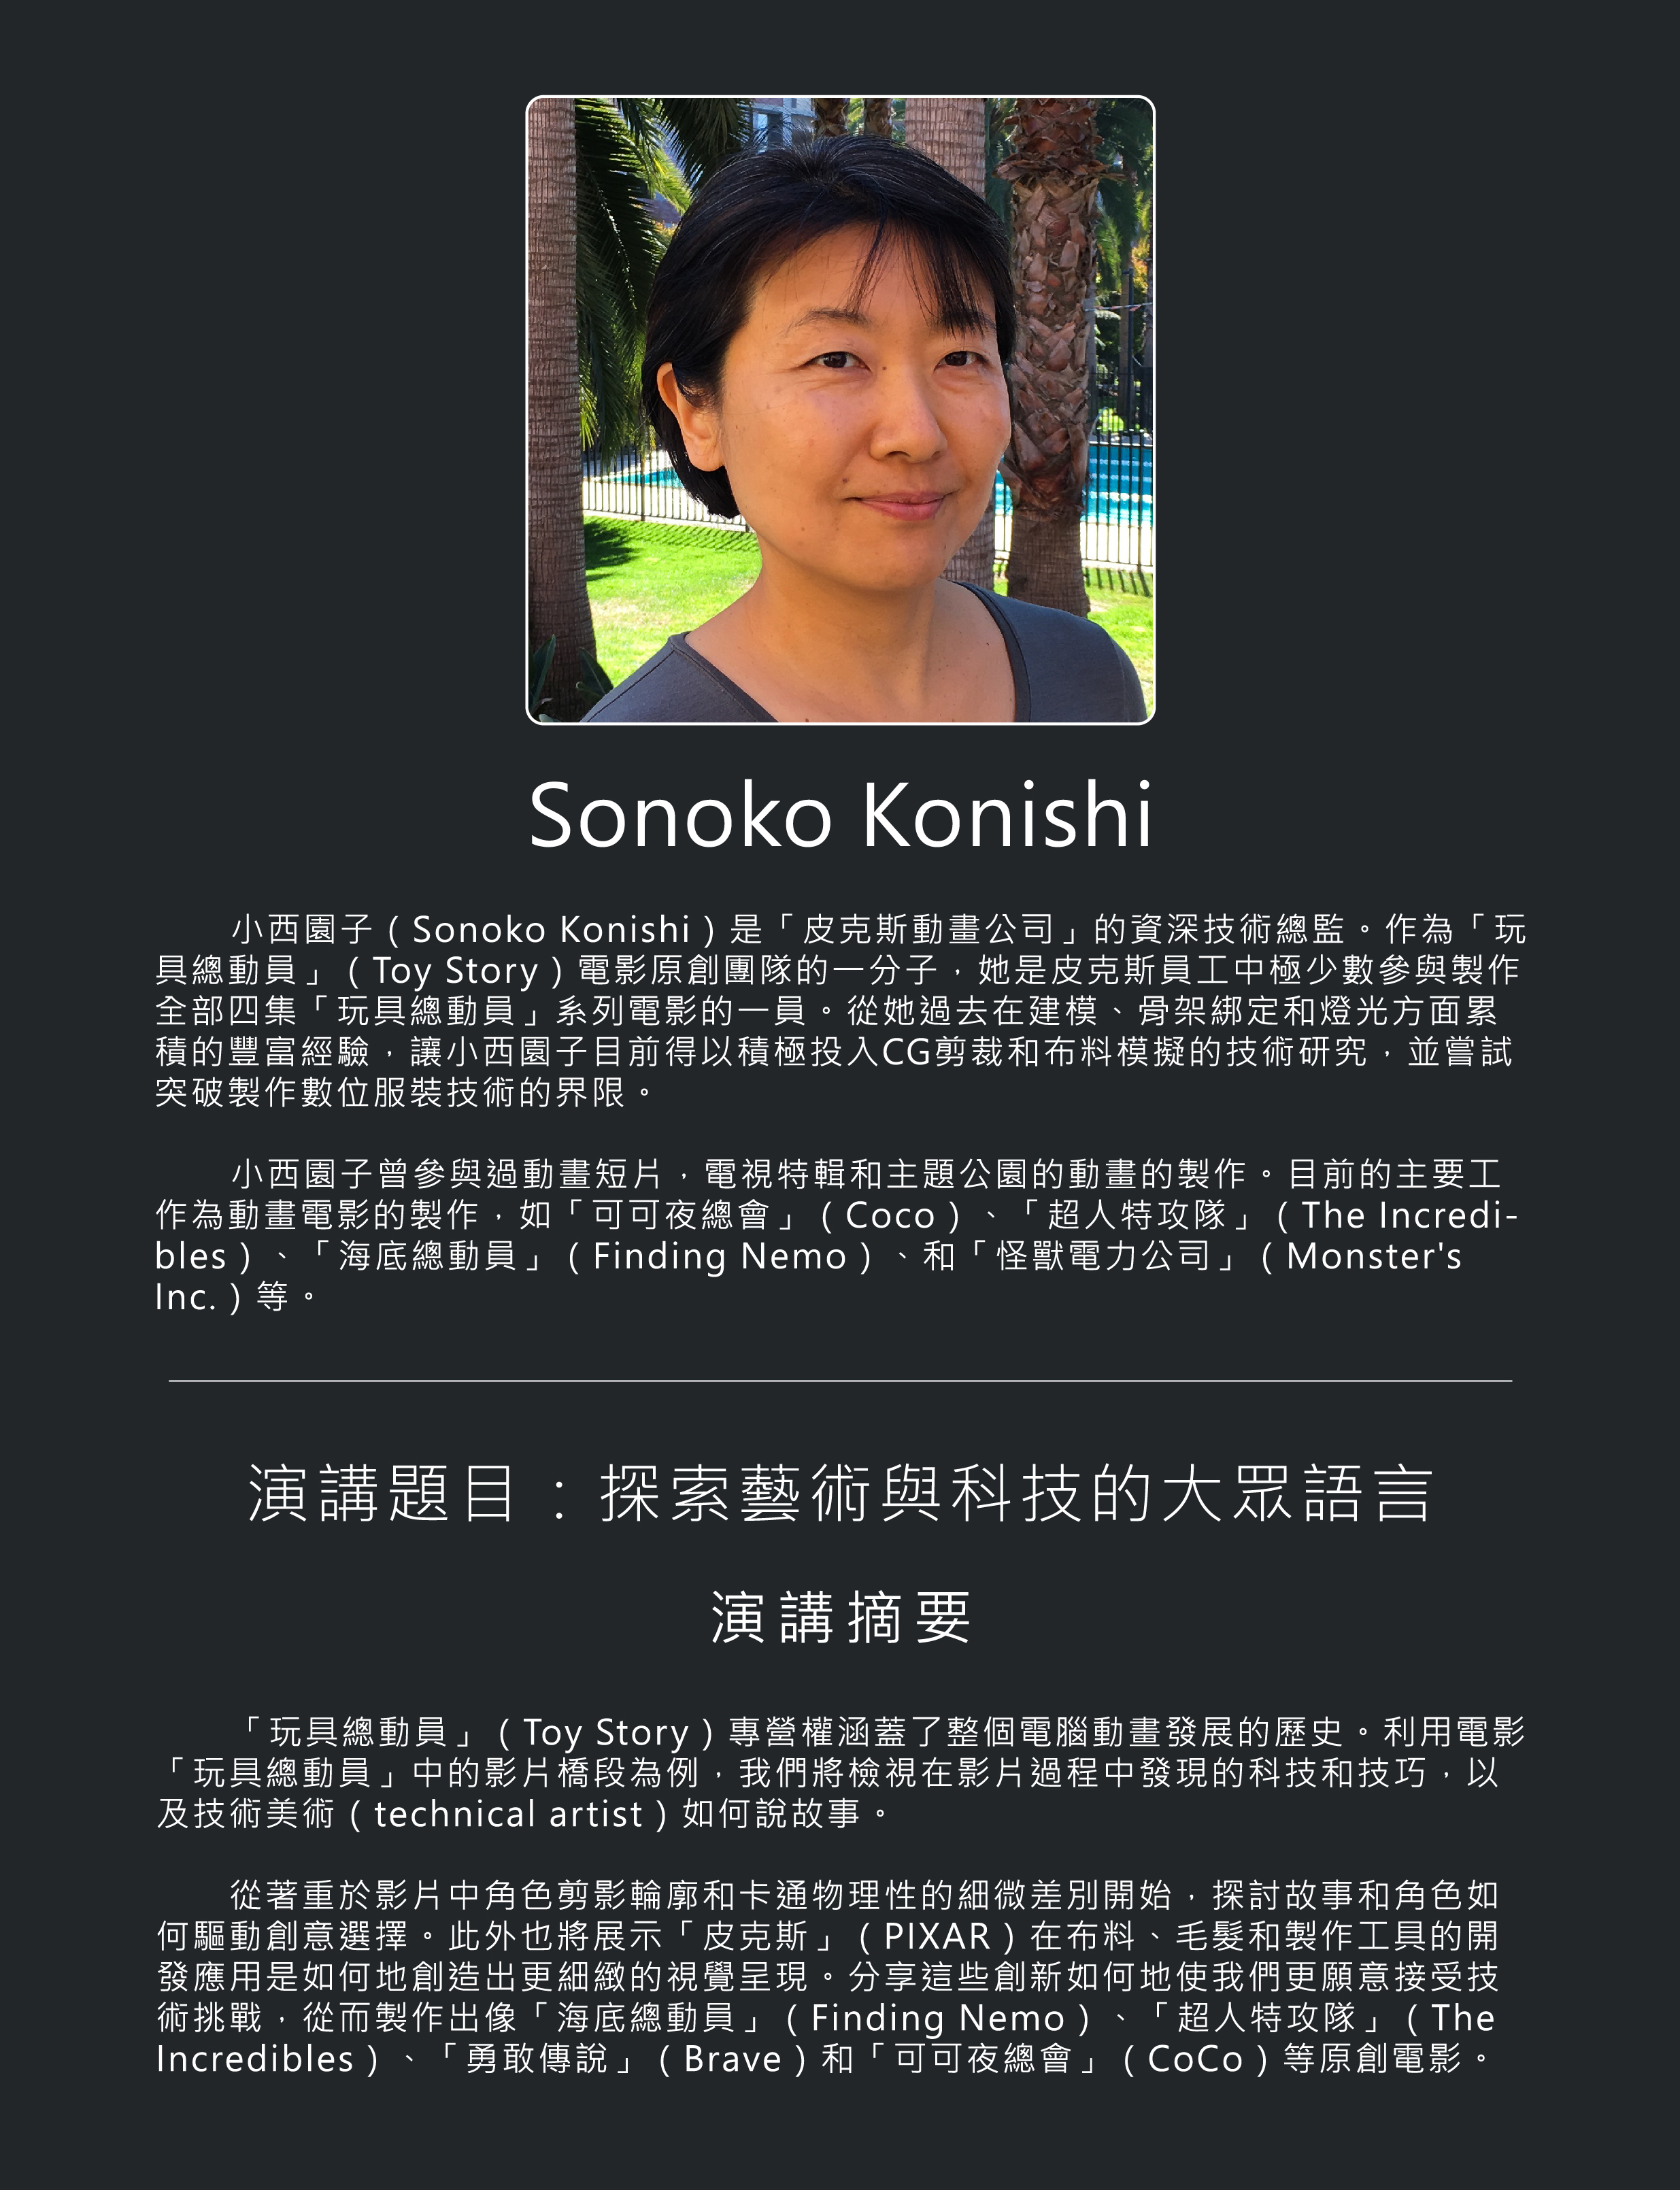 Sonoko Konishi
小西園子（Sonoko Konishi）是「皮克斯動畫公司」的資深技術總監。作為「玩
具總動員」（Toy Story）電影原創團隊的一分子，她是皮克斯員工中極少數參與製作
全部四集「玩具總動員」系列電影的一員。從她過去在建模、骨架綁定和燈光方面累
積的豐富經驗，讓小西園子目前得以積極投入CG剪裁和布料模擬的技術研究，並嘗試
突破製作數位服裝技術的界限。
小西園子曾參與過動畫短片，電視特輯和主題公園的動畫的製作。目前的主要工
作為動畫電影的製作，如「可可夜總會」（Coco）、「超人特攻隊」（The Incredi-
bles）、「海底總動員」（Finding Nemo）、和「怪獸電力公司」（Monster's
Inc.）等。
演講題目：探索藝術與科技的大眾語言
演講摘要
「玩具總動員」（Toy Story）專營權涵蓋了整個電腦動畫發展的歷史。利用電影
「玩具總動員」中的影片橋段為例，我們將檢視在影片過程中發現的科技和技巧，以
及技術美術（technical artist）如何說故事。
從著重於影片中角色剪影輪廓和卡通物理性的細微差別開始，探討故事和角色如
何驅動創意選擇。此外也將展示「皮克斯」（PIXAR）在布料、毛髮和製作工具的開
發應用是如何地創造出更細緻的視覺呈現。分享這些創新如何地使我們更願意接受技
術挑戰，從而製作出像「海底總動員」（Finding Nemo）、「超人特攻隊」（The
Incredibles）、「勇敢傳說」（Brave）和「可可夜總會」（CoCo）等原創電影。